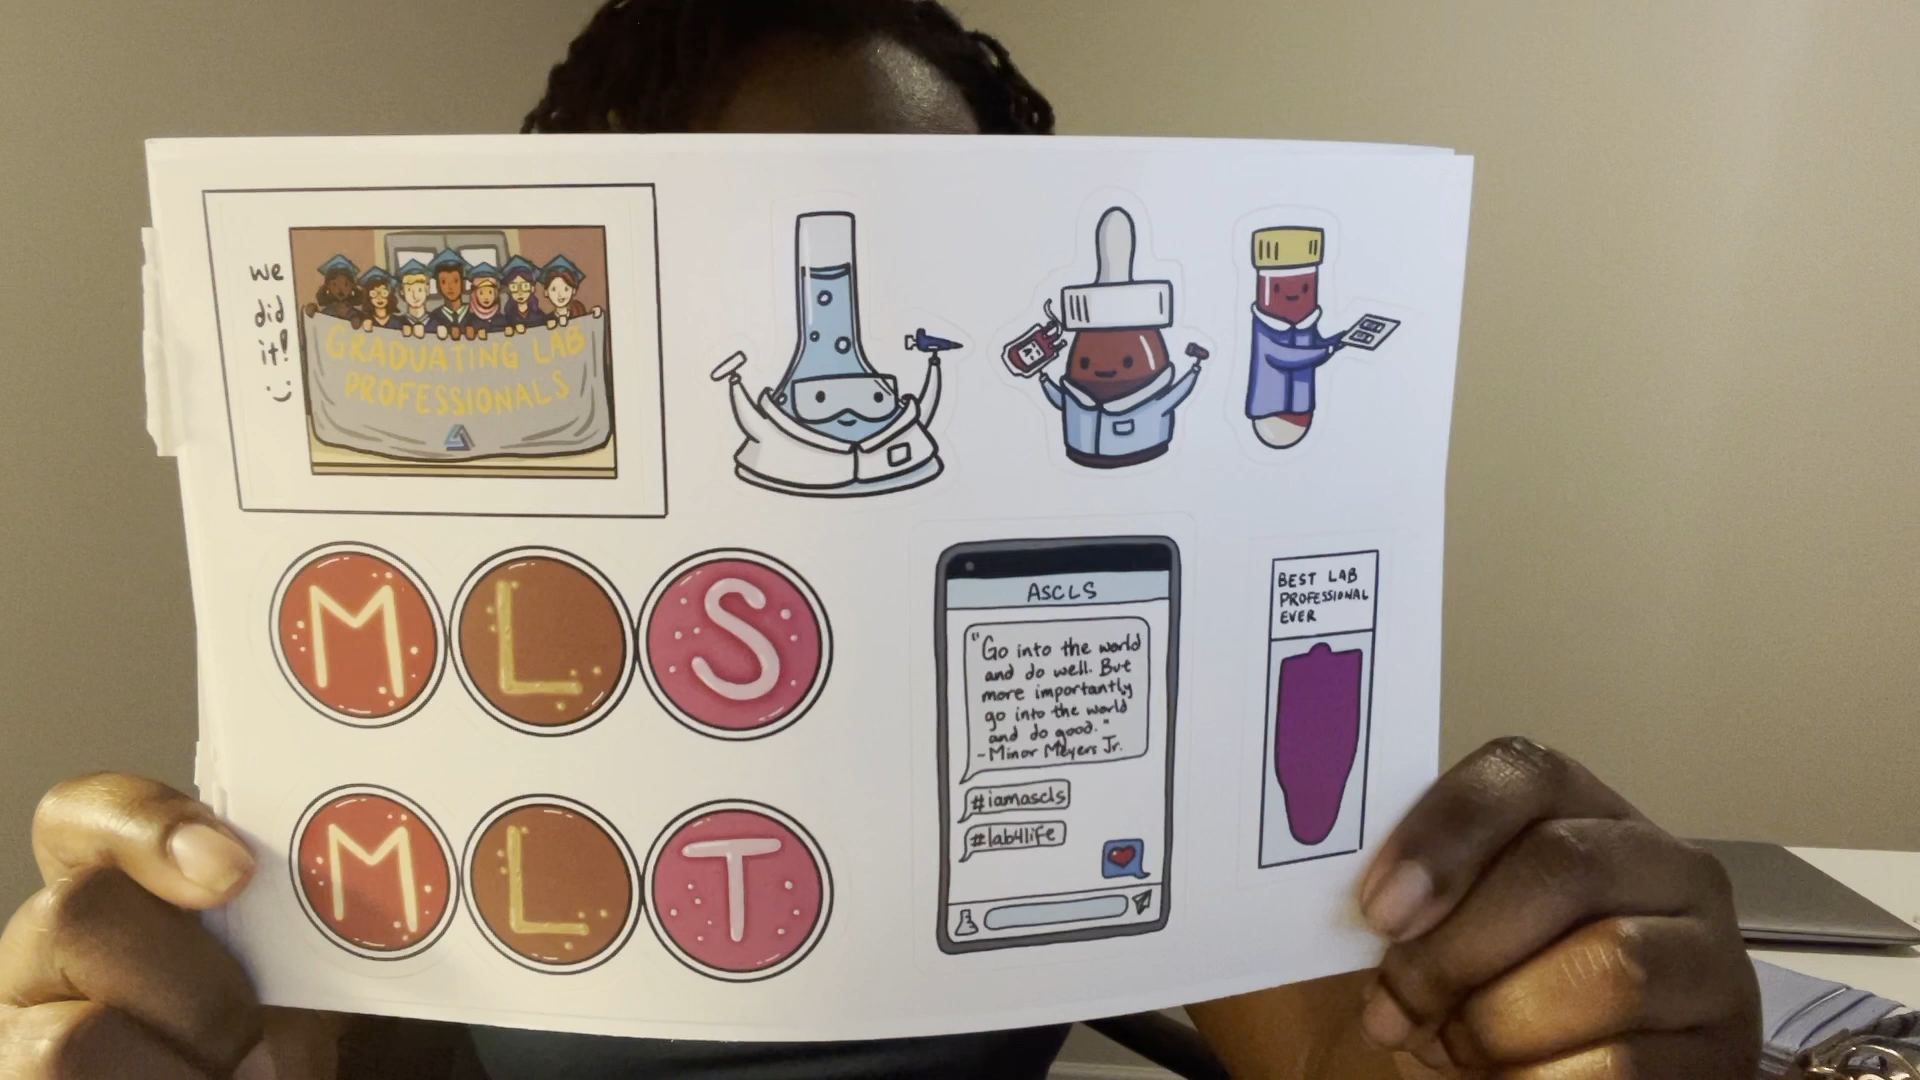 we
did
it!
GRADUATING LAB
PROFESSIONALS
M L S
M L T
ASCLS
"Go into the world
and do well. But
more importantly
go into the world
and do good."
-Minor Meyers Jr.
#iamascls
#lab4life
BEST LAB
PROFESSIONAL
EVER